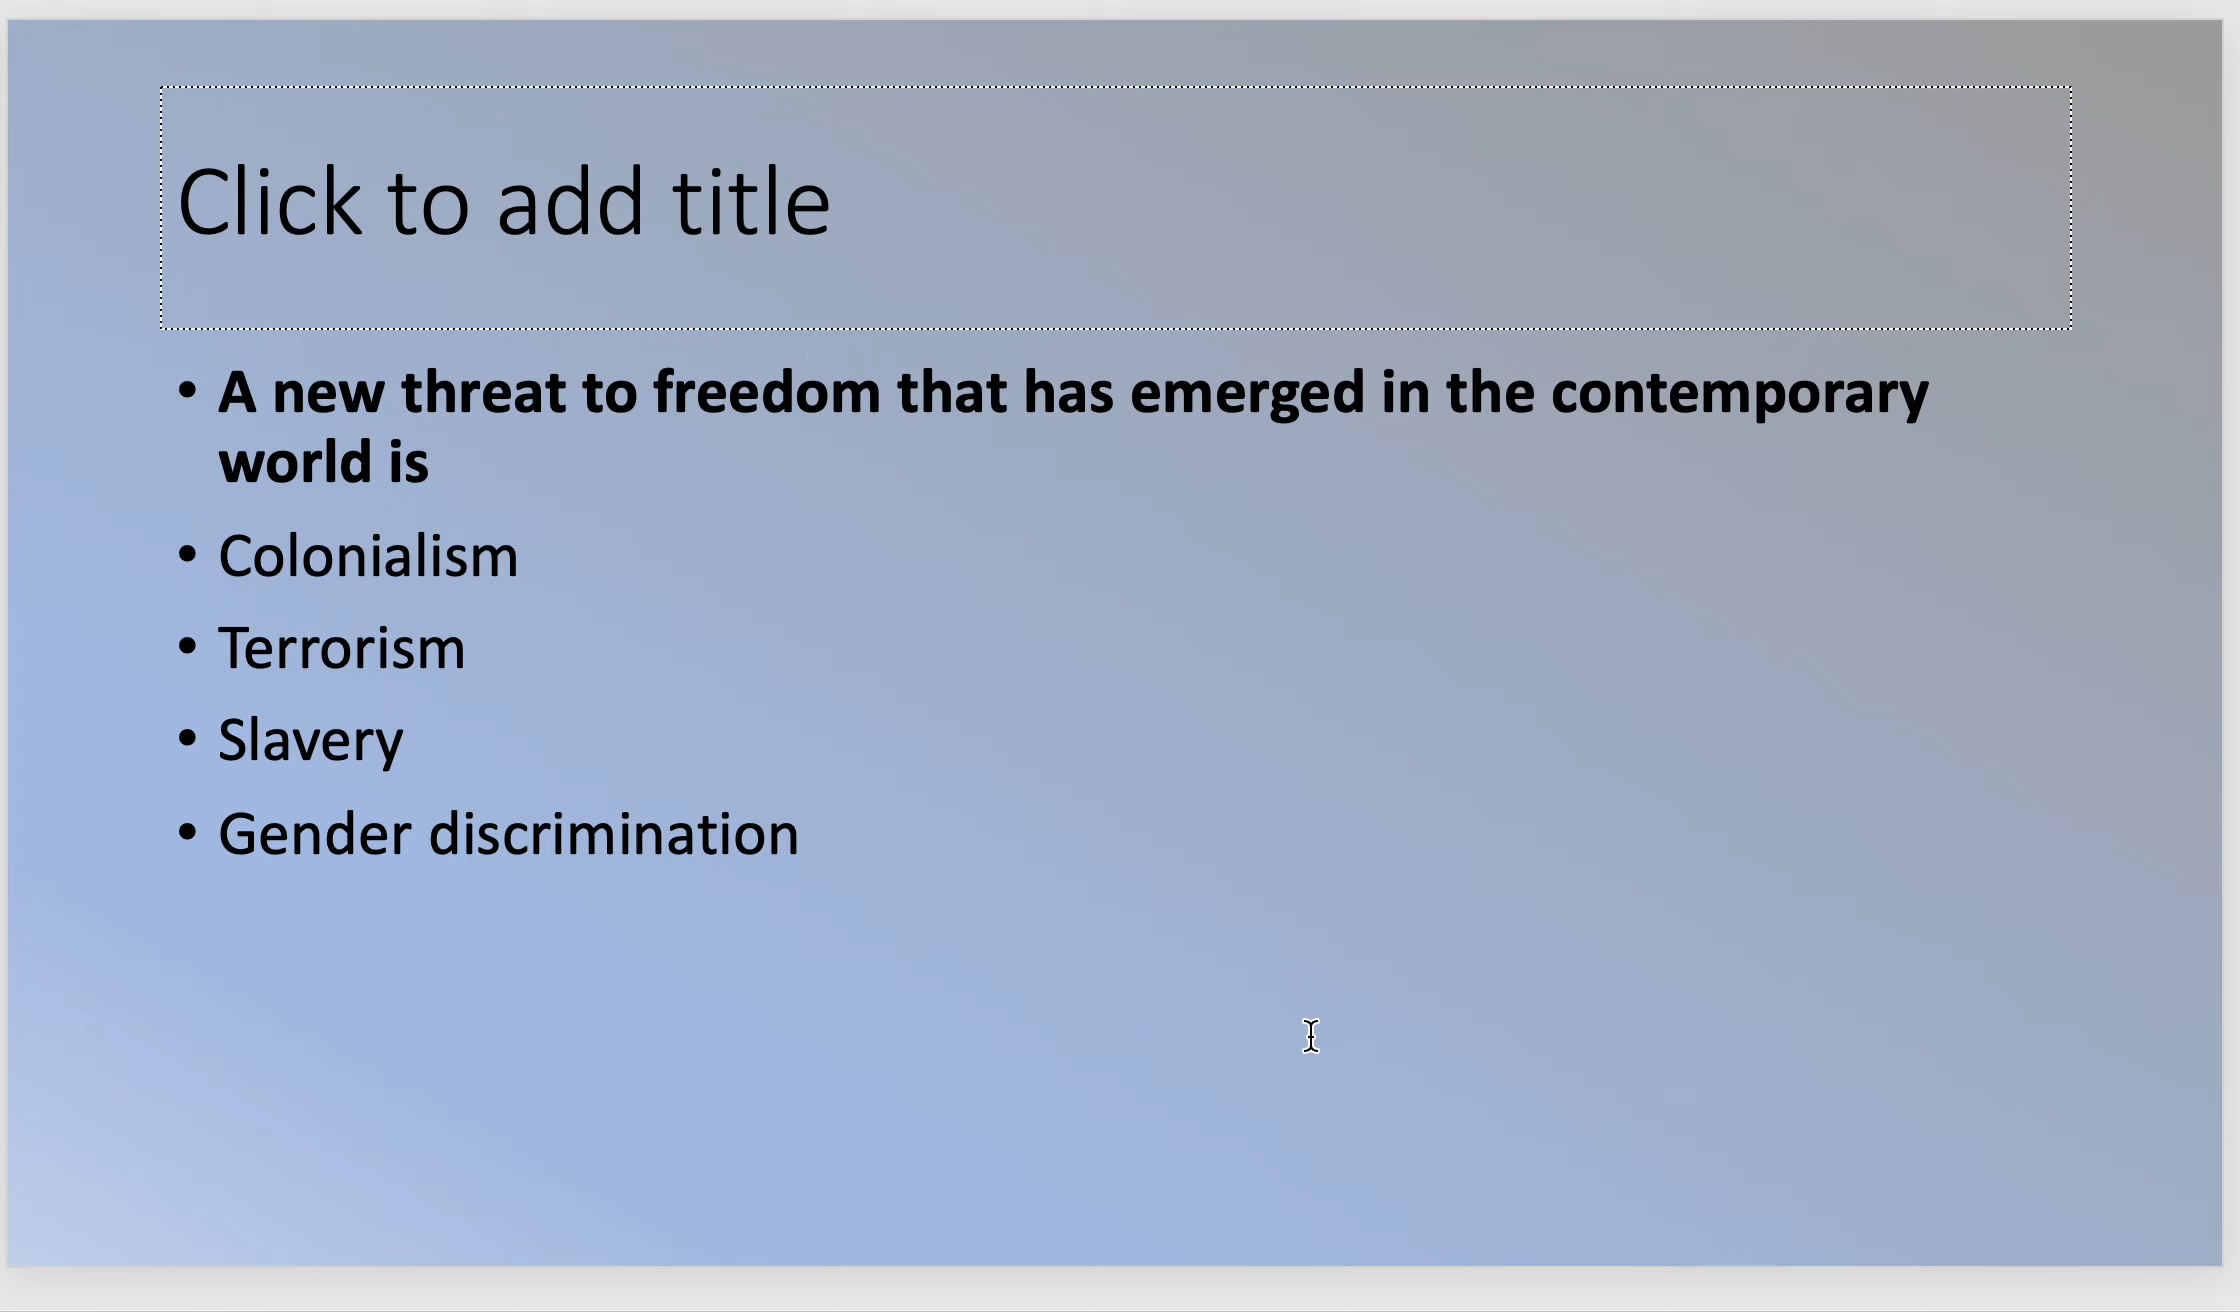 Click to add title
• A new threat to freedom that has emerged in the contemporary
world is
• Colonialism
• Terrorism
• Slavery
• Gender discrimination